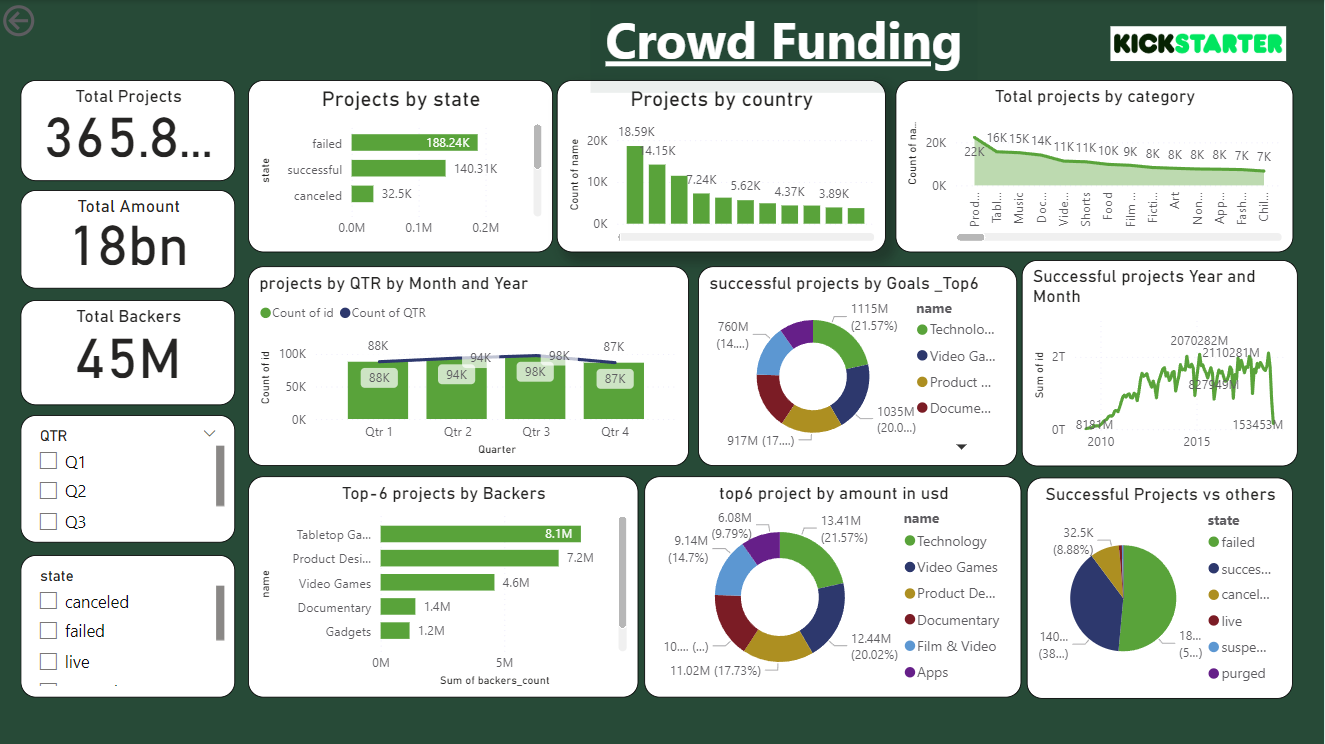 Crowd Funding
KICKSTARTER
Total Projects
365.8...
Total Amount
18bn
Total Backers
45M
QTR
Q1
Q2
Q3
state
canceled
failed
live
Projects by state
state
failed
188.24K
successful
140.31K
canceled
32.5K
0.0M
0.1M
0.2M
Projects by country
Count of name
20K
10K
0K
18.59K
14.15K
7.24K
5.62K
4.37K
3.89K
Total projects by category
Count of na...
20K
0K
22K
16K
15K
14K
11K
11K
10K
9K
8K
8K
8K
8K
7K
7K
Prod...
Tabl...
Music
Doc...
Vide...
Shorts
Food
Film ...
Ficti...
Art
Non...
App...
Fash...
Chil...
projects by QTR by Month and Year
Count of id
Count of QTR
Count of id
100K
50K
0K
88K
94K
98K
87K
88K
94K
98K
87K
Qtr 1
Qtr 2
Qtr 3
Qtr 4
Quarter
successful projects by Goals _Top6
1115M
(21.57%)
1035M
(20.0...)
917M (17....)
760M
(14....)
name
Technolo...
Video Ga...
Product ...
Docume...
Successful projects Year and
Month
Sum of id
2T
0T
2070282M
2110281M
827949M
8181M
153453M
2010
2015
Top-6 projects by Backers
name
Tabletop Ga...
8.1M
Product Desi...
7.2M
Video Games
4.6M
Documentary
1.4M
Gadgets
1.2M
0M
5M
Sum of backers_count
top6 project by amount in usd
13.41M
(21.57%)
12.44M
(20.02%)
11.02M (17.73%)
10.... (...)
9.14M
(14.7%)
6.08M
(9.79%)
name
Technology
Video Games
Product De...
Documentary
Film & Video
Apps
Successful Projects vs others
32.5K
(8.88%)
140...
(38...)
18...
(5...)
state
failed
succes...
cancel...
live
suspe...
purged